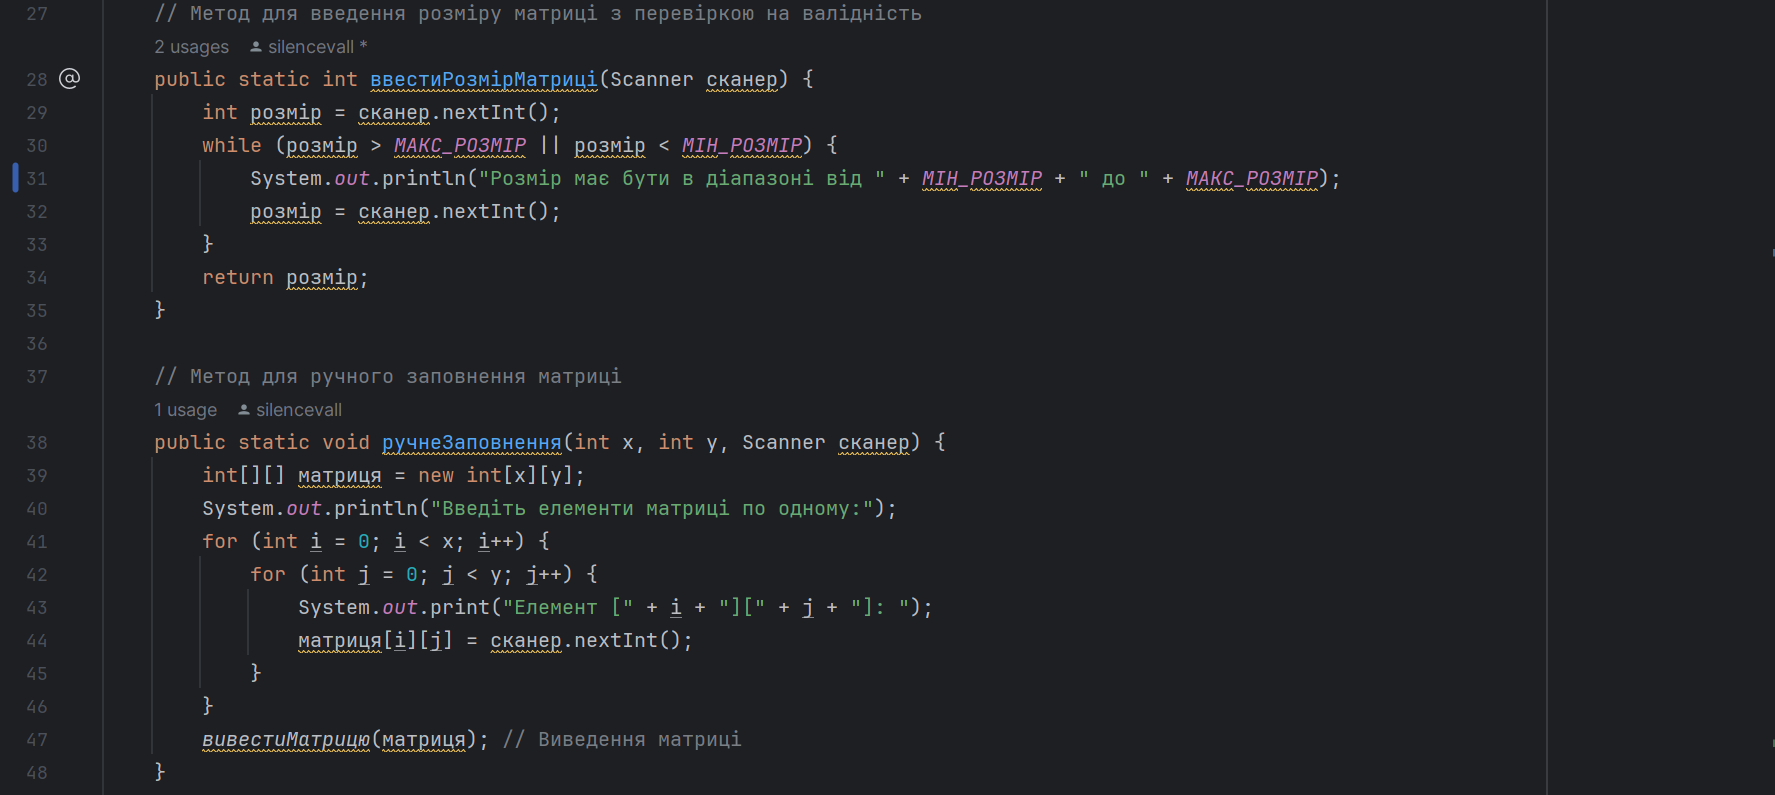 27 // Метод для введення розміру матриці з перевіркою на валідність
2 usages silencevall *
28 @ public static int ввестиРозмірМатриці(Scanner сканер) {
29 int розмір = сканер.nextInt();
30 while (розмір > МАКС_РОЗМІР || розмір < МІН_РОЗМІР) {
31 System.out.println("Розмір має бути в діапазоні від " + МІН_РОЗМІР + " до " + МАКС_РОЗМІР);
32 розмір = сканер.nextInt();
33 }
34 return розмір;
35 }
36
37 // Метод для ручного заповнення матриці
1 usage silencevall
38 public static void ручнеЗаповнення(int x, int y, Scanner сканер) {
39 int[][] матриця = new int[x][y];
40 System.out.println("Введіть елементи матриці по одному:");
41 for (int i = 0; i < x; i++) {
42 for (int j = 0; j < y; j++) {
43 System.out.print("Елемент [" + i + "][" + j + "]: ");
44 матриця[i][j] = сканер.nextInt();
45 }
46 }
47 вивестиМатрицю(матриця); // Виведення матриці
48 }